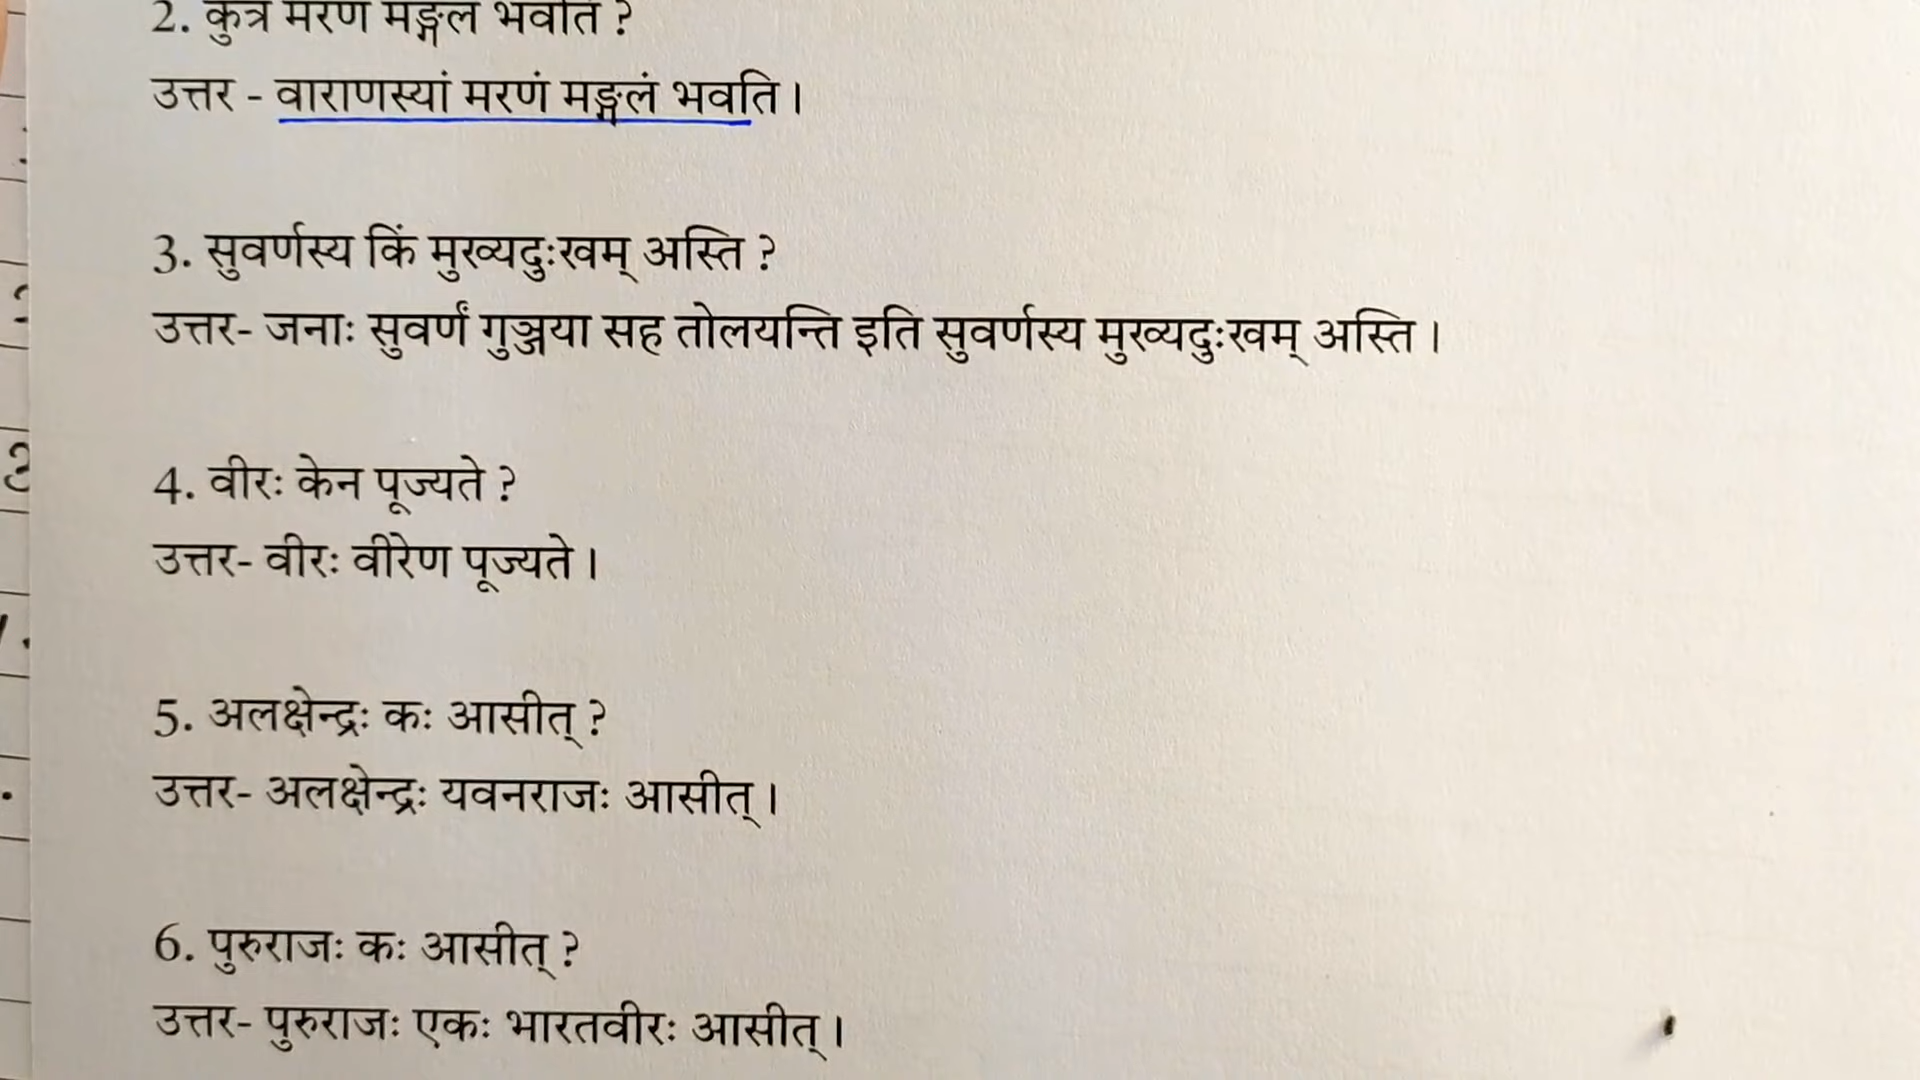 2. कुत्र मरणं मङ्गलं भवति ?
उत्तर - वाराणस्यां मरणं मङ्गलं भवति।
3. सुवर्णस्य किं मुख्यदुःखम् अस्ति ?
उत्तर- जनाः सुवर्णं गुञ्जया सह तोलयन्ति इति सुवर्णस्य मुख्यदुःखम् अस्ति।
4. वीरः केन पूज्यते ?
उत्तर- वीरः वीरेण पूज्यते।
5. अलक्षेन्द्रः कः आसीत् ?
उत्तर- अलक्षेन्द्रः यवनराजः आसीत्।
6. पुरुराजः कः आसीत् ?
उत्तर- पुरुराजः एकः भारतवीरः आसीत्।